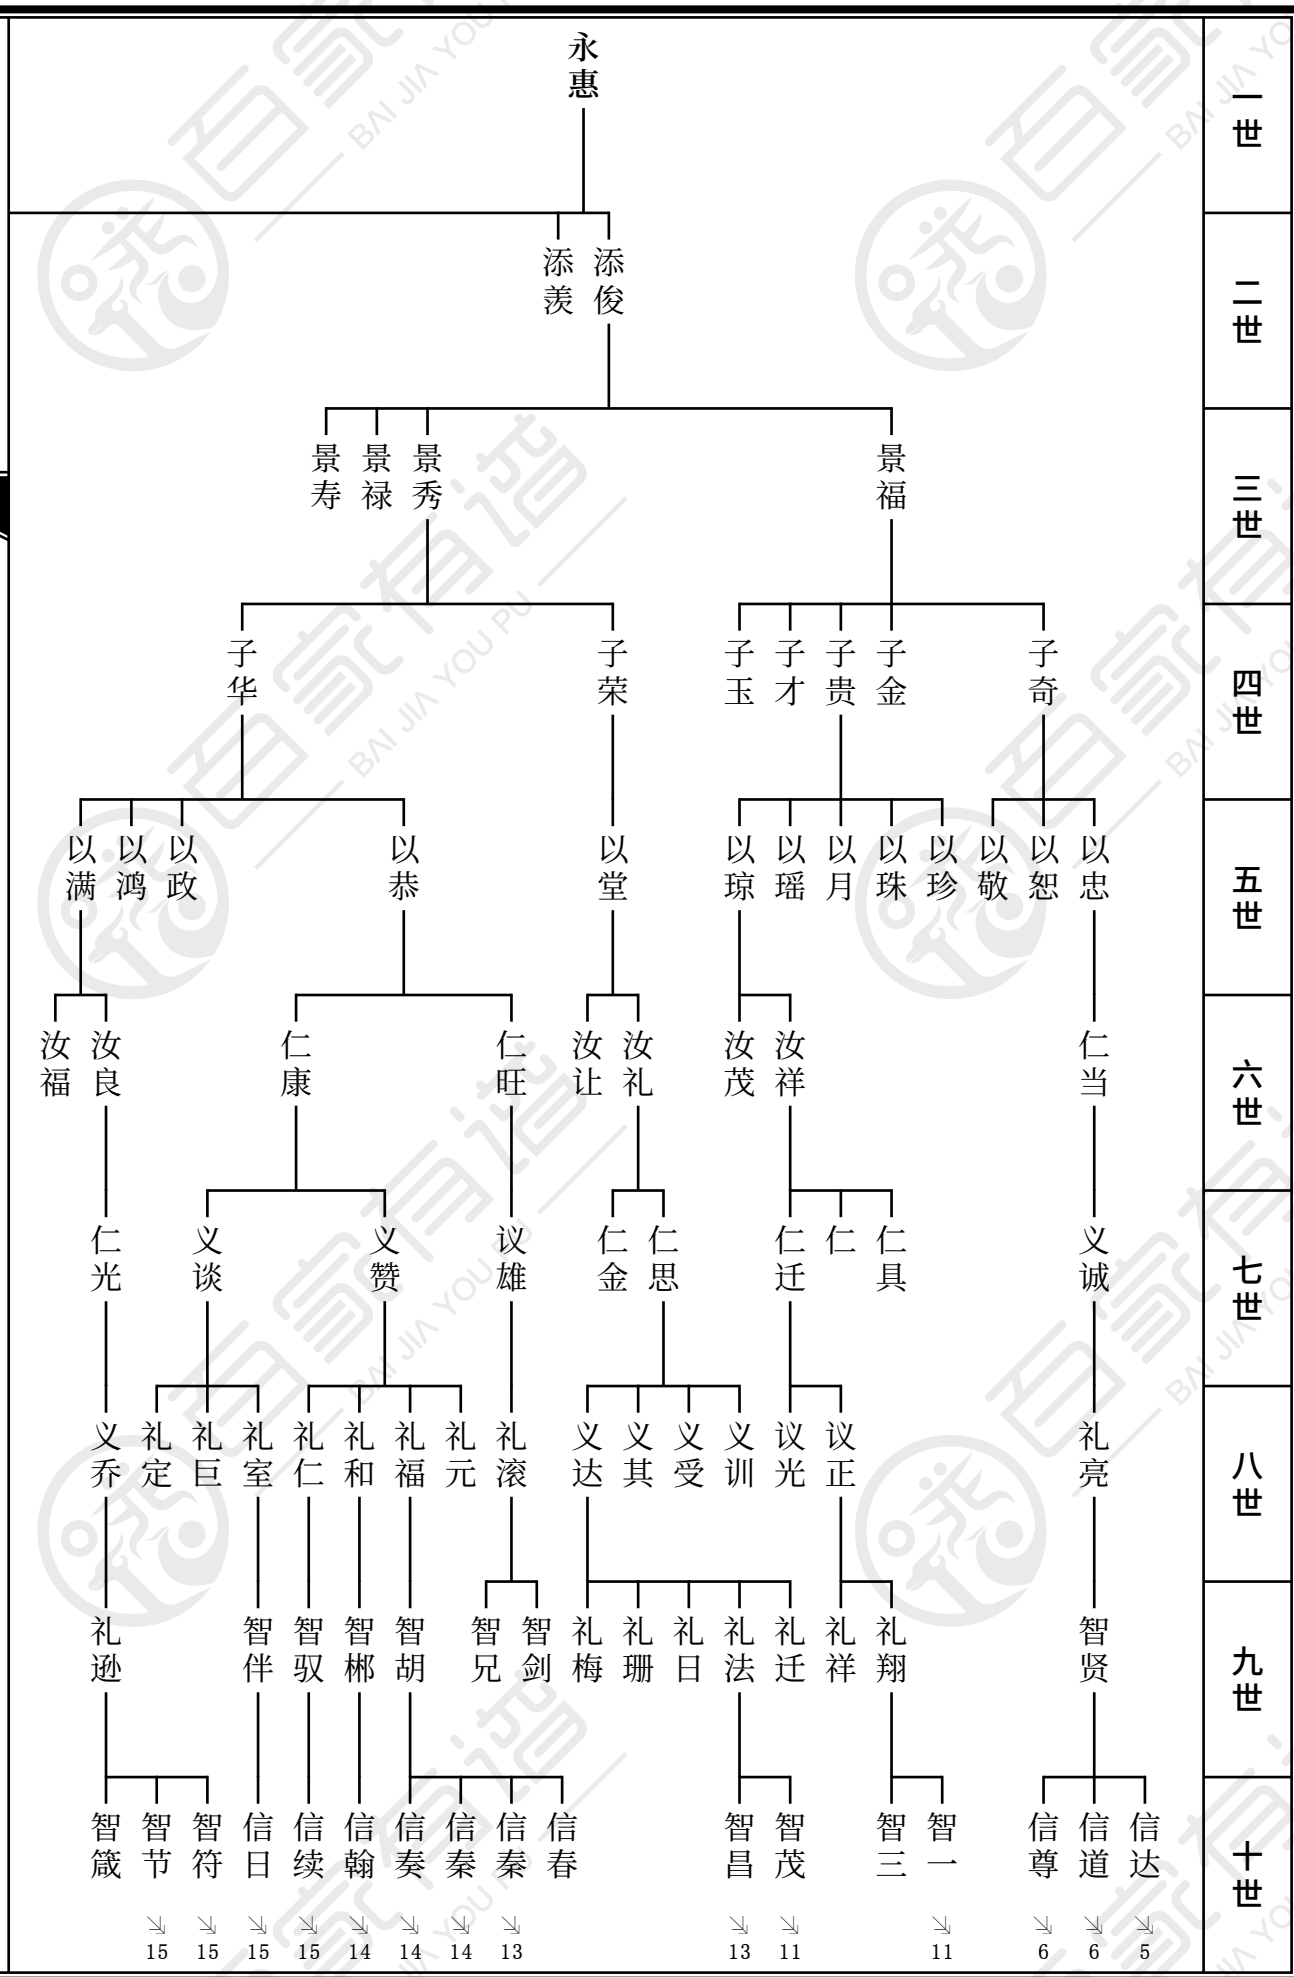 一世
永惠
二世
添俊
添羡
三世
景福
景秀
景禄
景寿
四世
子奇
子金
子贵
子才
子玉
子荣
子华
五世
以忠
以恕
以敬
以珍
以珠
以月
以瑶
以琼
以堂
以恭
以政
以鸿
以满
六世
仁当
汝祥
汝茂
汝礼
汝让
仁旺
仁康
汝良
汝福
七世
义诚
仁具
仁
仁迁
仁思
仁金
议雄
义赞
义谈
仁光
八世
礼亮
议正
议光
义训
义受
义其
义达
礼滚
礼元
礼福
礼和
礼仁
礼室
礼巨
礼定
义乔
九世
智贤
礼翔
礼祥
礼迁
礼法
礼日
礼珊
礼梅
智剑
智兄
智胡
智郴
智驭
智伴
礼逊
十世
信达
信道
信尊
智一
智三
智茂
智昌
信春
信秦
信秦
信奏
信翰
信续
信日
智符
智节
智箴
5
6
6
11
11
13
13
14
14
14
15
15
15
15
百家有谱
BAI JIA YOU PU